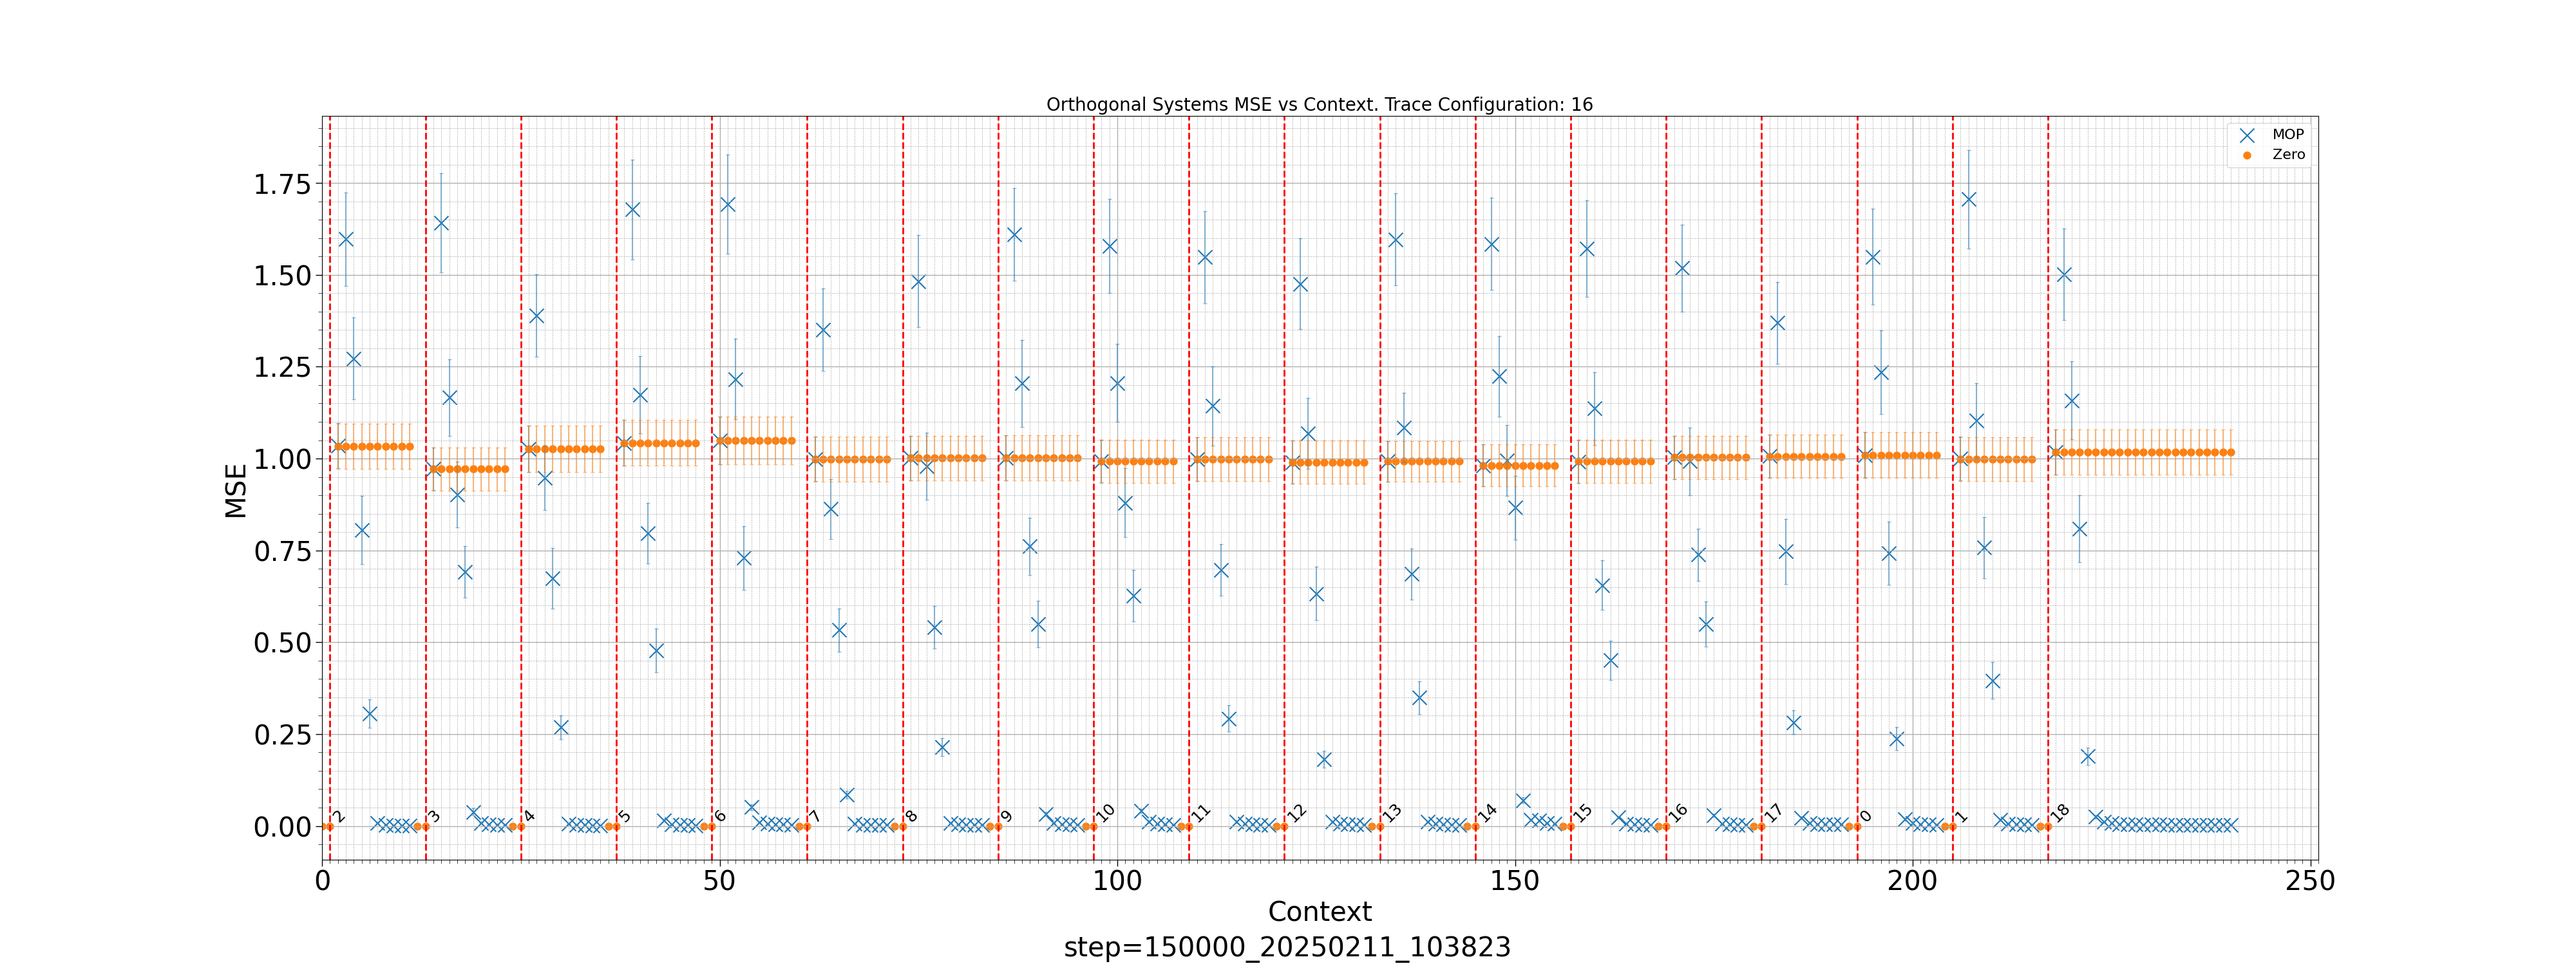 Orthogonal Systems MSE vs Context. Trace Configuration: 16
MOP
Zero
MSE
1.75
1.50
1.25
1.00
0.75
0.50
0.25
0.00
2 3 4 5 6 7 8 9 10 11 12 13 14 15 16 17 0 1 18
0 50 100 150 200 250
Context
step=150000_20250211_103823